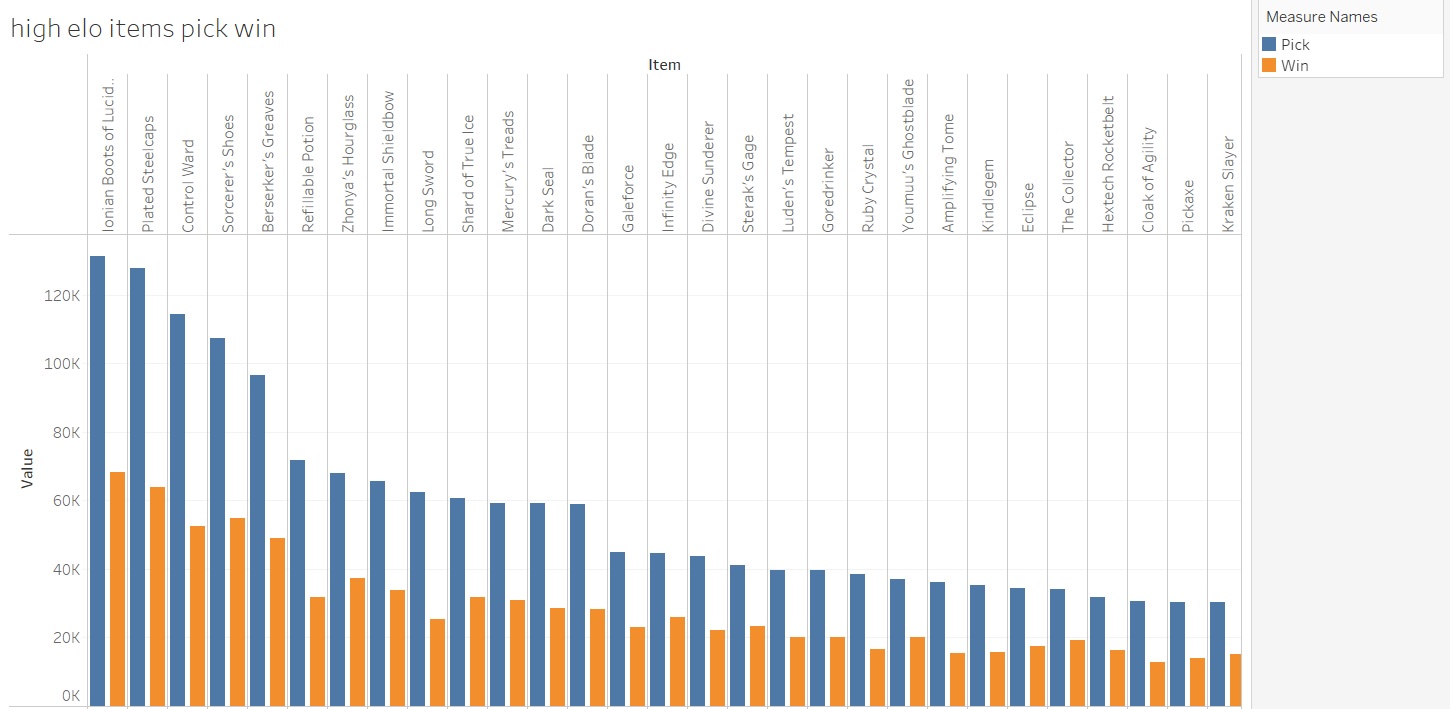 high elo items pick win
Measure Names
Pick
Win
Item
Ionian Boots of Lucid..
Plated Steelcaps
Control Ward
Sorcerer's Shoes
Berserker's Greaves
Refillable Potion
Zhonya's Hourglass
Immortal Shieldbow
Long Sword
Shard of True Ice
Mercury's Treads
Dark Seal
Doran's Blade
Galeforce
Infinity Edge
Divine Sunderer
Sterak's Gage
Luden's Tempest
Goredrinker
Ruby Crystal
Youmuu's Ghostblade
Amplifying Tome
Kindlegem
Eclipse
The Collector
Hextech Rocketbelt
Cloak of Agility
Pickaxe
Kraken Slayer
Value
120K
100K
80K
60K
40K
20K
0K